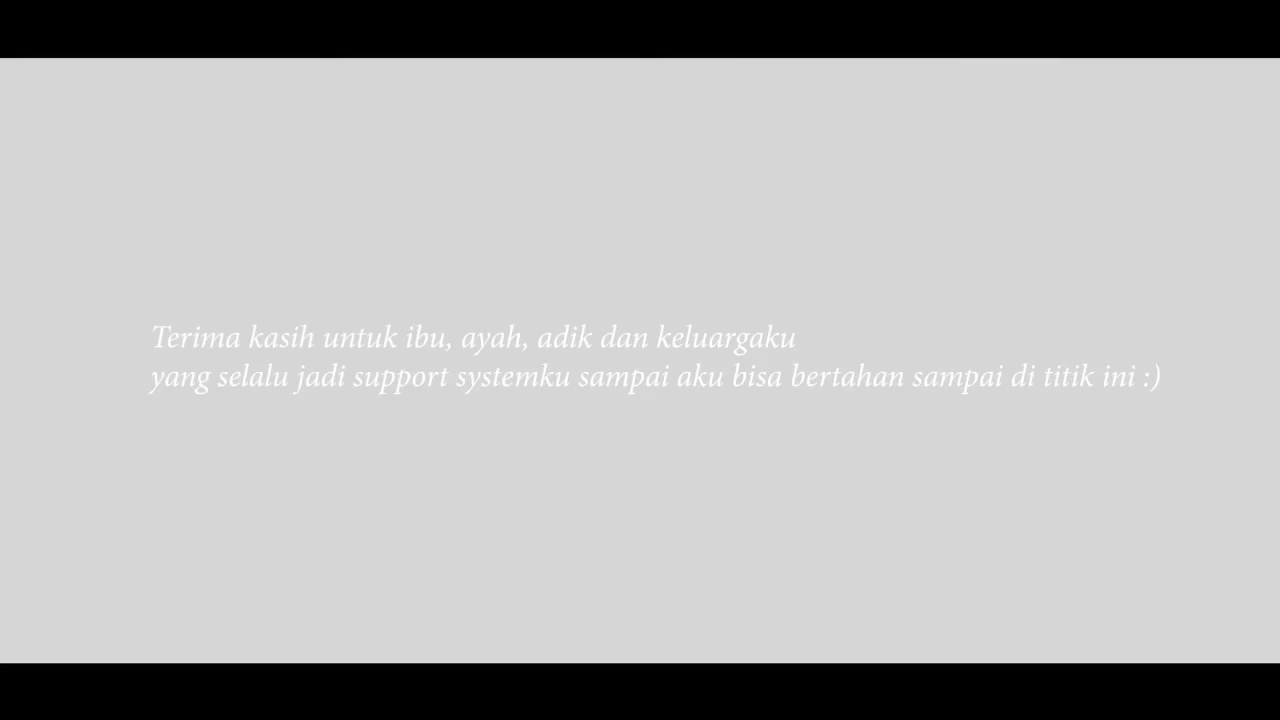 Terima kasih untuk ibu, ayah, adik dan keluargaku
yang selalu jadi support systemku sampai aku bisa bertahan sampai di titik ini :)